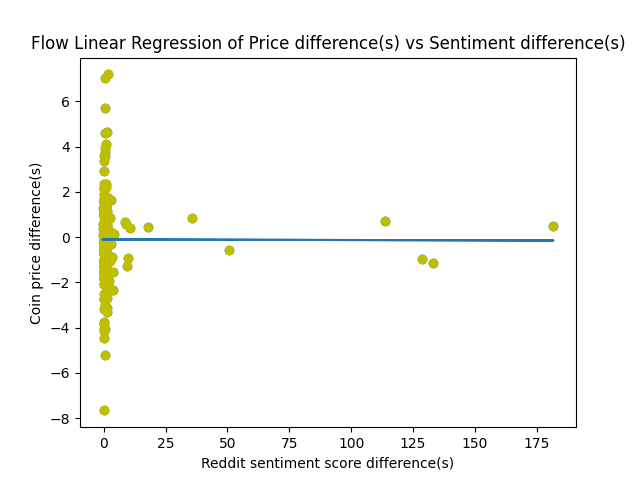 Flow Linear Regression of Price difference(s) vs Sentiment difference(s)
Coin price difference(s)
6
4
2
0
−2
−4
−6
−8
0 25 50 75 100 125 150 175
Reddit sentiment score difference(s)